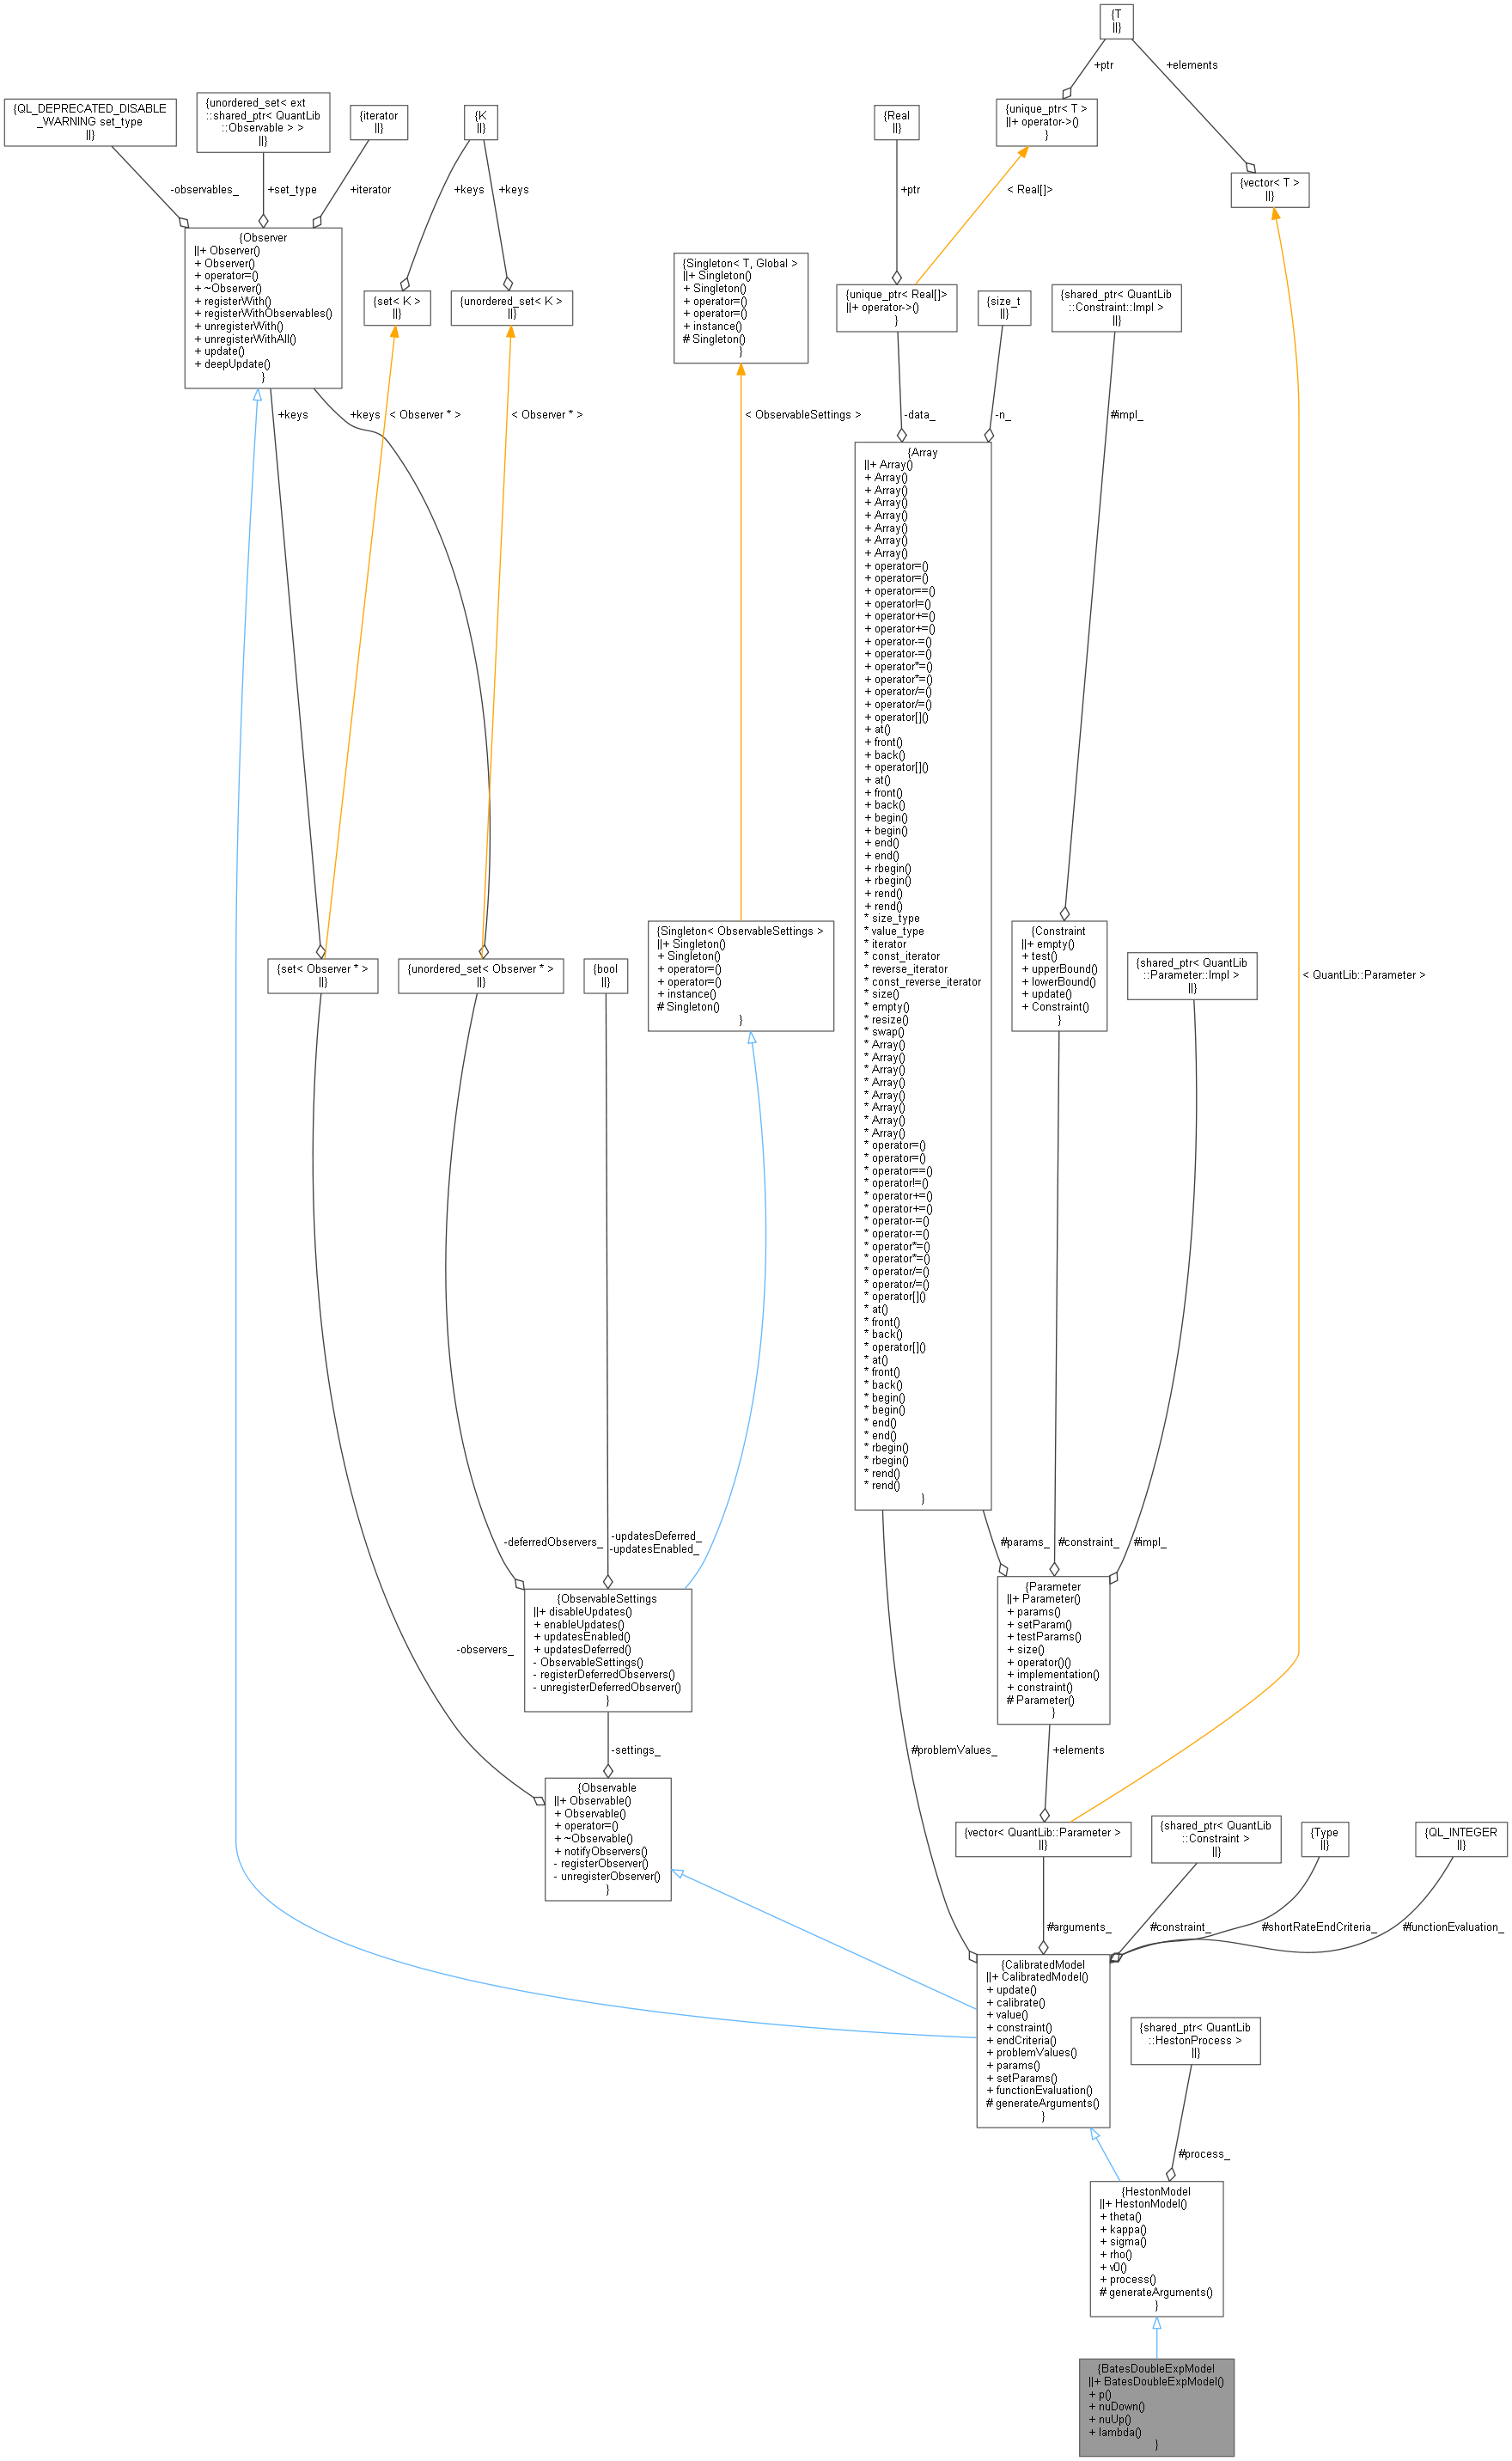 {T
||}
+ptr
+elements
{QL_DEPRECATED_DISABLE
_WARNING set_type
||}
{unordered_set< ext
::shared_ptr< QuantLib
::Observable > >
||}
{iterator
||}
{K
||}
{Real
||}
{unique_ptr< T >
||+ operator->()
}
-observables_
+set_type
+iterator
+keys
+keys
+ptr
< Real[]>
{vector< T >
||}
{Observer
||+ Observer()
+ Observer()
+ operator=()
+ ~Observer()
+ registerWith()
+ registerWithObservables()
+ unregisterWith()
+ unregisterWithAll()
+ update()
+ deepUpdate()
}
{set< K >
||}
{unordered_set< K >
||}
{Singleton< T, Global >
||+ Singleton()
+ Singleton()
+ operator=()
+ operator=()
+ instance()
# Singleton()
}
{unique_ptr< Real[]>
||+ operator->()
}
{size_t
||}
{shared_ptr< QuantLib
::Constraint::Impl >
||}
+keys
+keys
< Observer * >
< Observer * >
< ObservableSettings >
-data_
-n_
#impl_
{Array
||+ Array()
+ Array()
+ Array()
+ Array()
+ Array()
+ Array()
+ Array()
+ Array()
+ operator=()
+ operator=()
+ operator==()
+ operator!=()
+ operator+=()
+ operator+=()
+ operator-=()
+ operator-=()
+ operator*=()
+ operator*=()
+ operator/=()
+ operator/=()
+ operator[]()
+ at()
+ front()
+ back()
+ operator[]()
+ at()
+ front()
+ back()
+ begin()
+ begin()
+ end()
+ end()
+ rbegin()
+ rbegin()
+ rend()
+ rend()
* size_type
* value_type
* iterator
* const_iterator
* reverse_iterator
* const_reverse_iterator
* size()
* empty()
* resize()
* swap()
* Array()
* Array()
* Array()
* Array()
* Array()
* Array()
* Array()
* Array()
* operator=()
* operator=()
* operator==()
* operator!=()
* operator+=()
* operator+=()
* operator-=()
* operator-=()
* operator*=()
* operator*=()
* operator/=()
* operator/=()
* operator[]()
* at()
* front()
* back()
* operator[]()
* at()
* front()
* back()
* begin()
* begin()
* end()
* end()
* rbegin()
* rbegin()
* rend()
* rend()
}
{set< Observer * >
||}
{unordered_set< Observer * >
||}
{bool
||}
{Singleton< ObservableSettings >
||+ Singleton()
+ Singleton()
+ operator=()
+ operator=()
+ instance()
# Singleton()
}
{Constraint
||+ empty()
+ test()
+ upperBound()
+ lowerBound()
+ update()
+ Constraint()
}
{shared_ptr< QuantLib
::Parameter::Impl >
||}
< QuantLib::Parameter >
-deferredObservers_
-updatesDeferred_
-updatesEnabled_
#params_
#constraint_
#impl_
{ObservableSettings
||+ disableUpdates()
+ enableUpdates()
+ updatesEnabled()
+ updatesDeferred()
- ObservableSettings()
- registerDeferredObservers()
- unregisterDeferredObserver()
}
{Parameter
||+ Parameter()
+ params()
+ setParam()
+ testParams()
+ size()
+ operator()()
+ implementation()
+ constraint()
# Parameter()
}
-observers_
-settings_
#problemValues_
+elements
{Observable
||+ Observable()
+ Observable()
+ operator=()
+ ~Observable()
+ notifyObservers()
- registerObserver()
- unregisterObserver()
}
{vector< QuantLib::Parameter >
||}
{shared_ptr< QuantLib
::Constraint >
||}
{Type
||}
{QL_INTEGER
||}
#arguments_
#constraint_
#shortRateEndCriteria_
#functionEvaluation_
{CalibratedModel
||+ CalibratedModel()
+ update()
+ calibrate()
+ value()
+ constraint()
+ endCriteria()
+ problemValues()
+ params()
+ setParams()
+ functionEvaluation()
# generateArguments()
}
{shared_ptr< QuantLib
::HestonProcess >
||}
#process_
{HestonModel
||+ HestonModel()
+ theta()
+ kappa()
+ sigma()
+ rho()
+ v0()
+ process()
# generateArguments()
}
{BatesDoubleExpModel
||+ BatesDoubleExpModel()
+ p()
+ nuDown()
+ nuUp()
+ lambda()
}